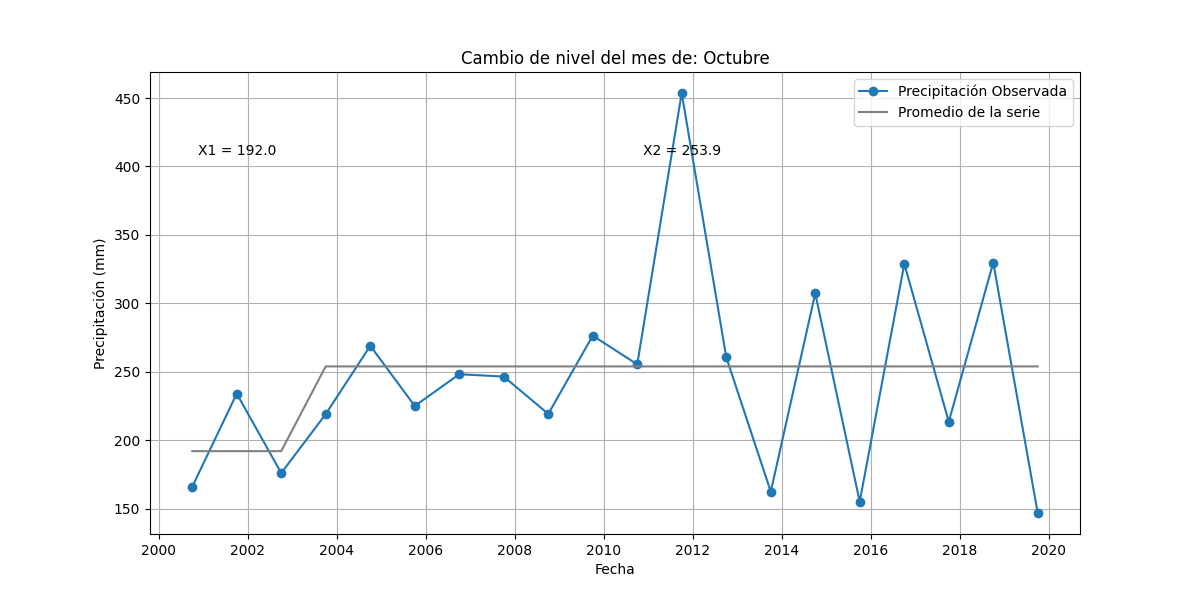 Cambio de nivel del mes de: Octubre
Precipitación Observada
Promedio de la serie
X1 = 192.0
X2 = 253.9
Precipitación (mm)
450
400
350
300
250
200
150
2000 2002 2004 2006 2008 2010 2012 2014 2016 2018 2020
Fecha